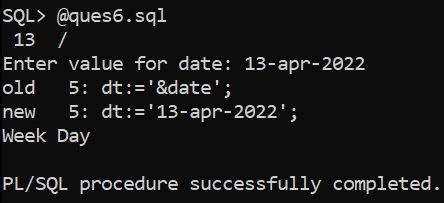 SQL> @ques6.sql
 13  /
Enter value for date: 13-apr-2022
old   5: dt:='&date';
new   5: dt:='13-apr-2022';
Week Day

PL/SQL procedure successfully completed.